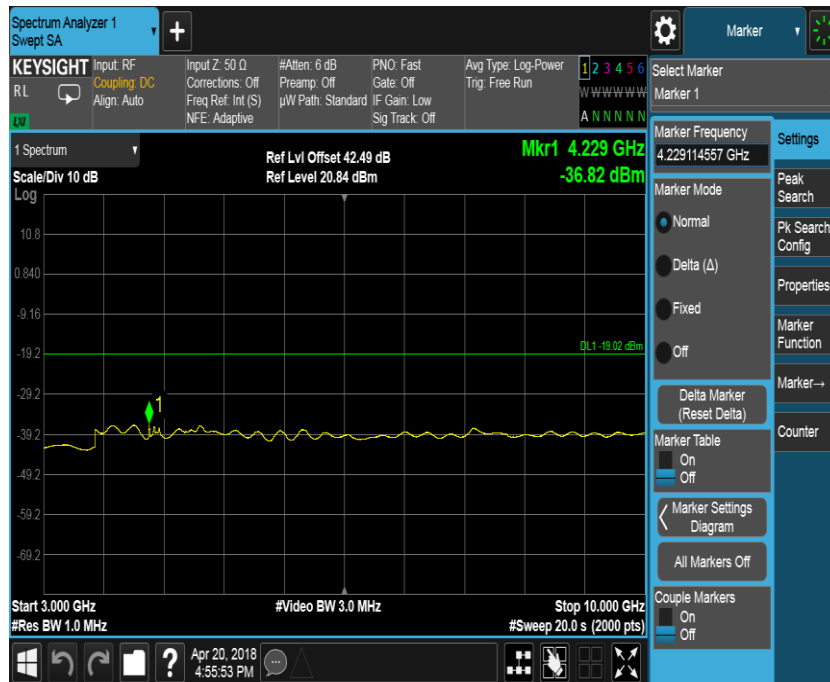 Spectrum Analyzer 1
Swept SA
+
Marker
KEYSIGHT
RL
LXI
Input: RF
Coupling: DC
Align: Auto
Input Z: 50 Ω
Corrections: Off
Freq Ref: Int (S)
NFE: Adaptive
#Atten: 6 dB
Preamp: Off
µW Path: Standard
PNO: Fast
Gate: Off
IF Gain: Low
Sig Track: Off
Avg Type: Log-Power
Trig: Free Run
1 2 3 4 5 6
W W W W W W
A N N N N N
Select Marker
Marker 1
1 Spectrum
Scale/Div 10 dB
Log
Ref Lvl Offset 42.49 dB
Ref Level 20.84 dBm
Mkr1 4.229 GHz
-36.82 dBm
10.8
0.840
-9.16
-19.2
-29.2
-39.2
-49.2
-59.2
-69.2
DL1 -19.02 dBm
1
Start 3.000 GHz
#Res BW 1.0 MHz
#Video BW 3.0 MHz
Stop 10.000 GHz
#Sweep 20.0 s (2000 pts)
Marker Frequency
4.229114557 GHz
Marker Mode
Normal
Delta (Δ)
Fixed
Off
Delta Marker
(Reset Delta)
Marker Table
On
Off
Marker Settings
Diagram
All Markers Off
Couple Markers
On
Off
Settings
Peak
Search
Pk Search
Config
Properties
Marker
Function
Marker→
Counter
?
Apr 20, 2018
4:55:53 PM